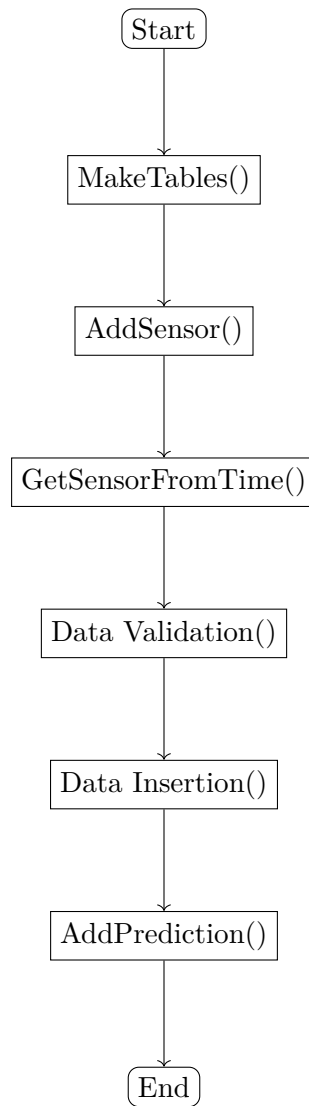 Start
MakeTables()
AddSensor()
GetSensorFromTime()
Data Validation()
Data Insertion()
AddPrediction()
End